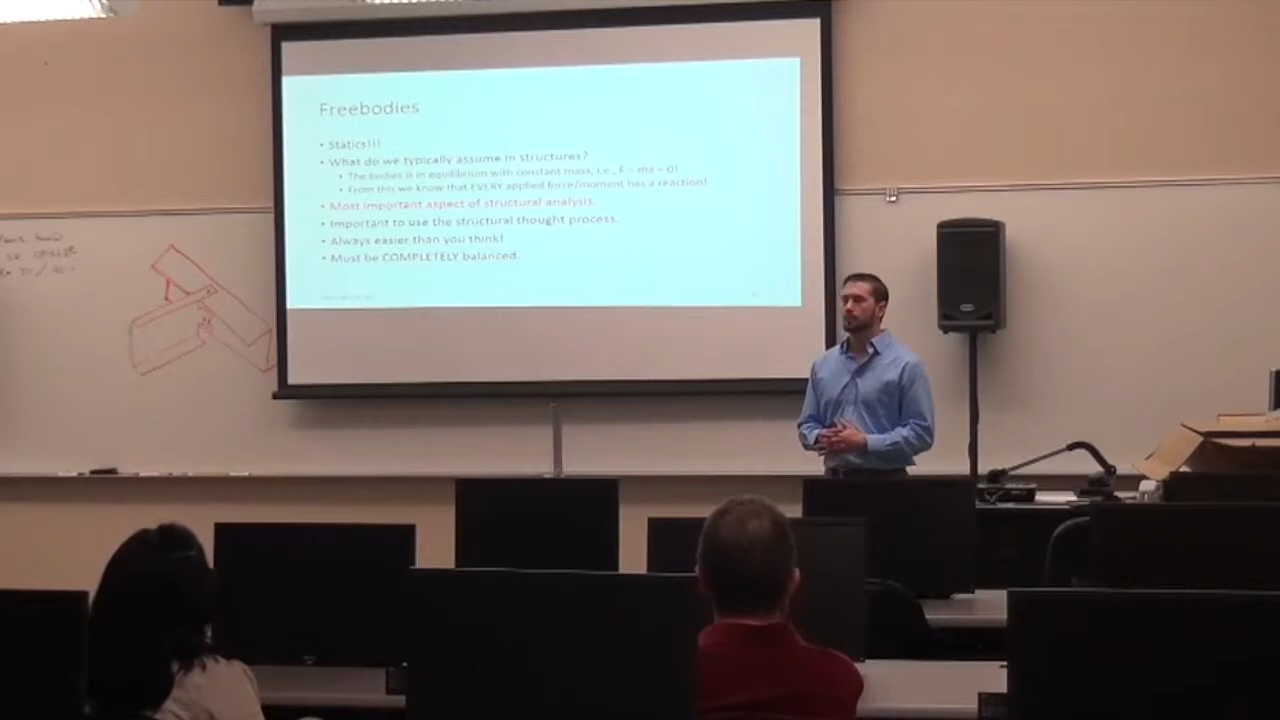 Freebodies
• Statics!!!
• What do we typically assume in structures?
• The bodies is in equilibrium with constant mass, i.e., F = ma = 0!
• From this we know that EVERY applied force/moment has a reaction!
• Most important aspect of structural analysis.
• Important to use the structural thought process.
• Always easier than you think!
• Must be COMPLETELY balanced.